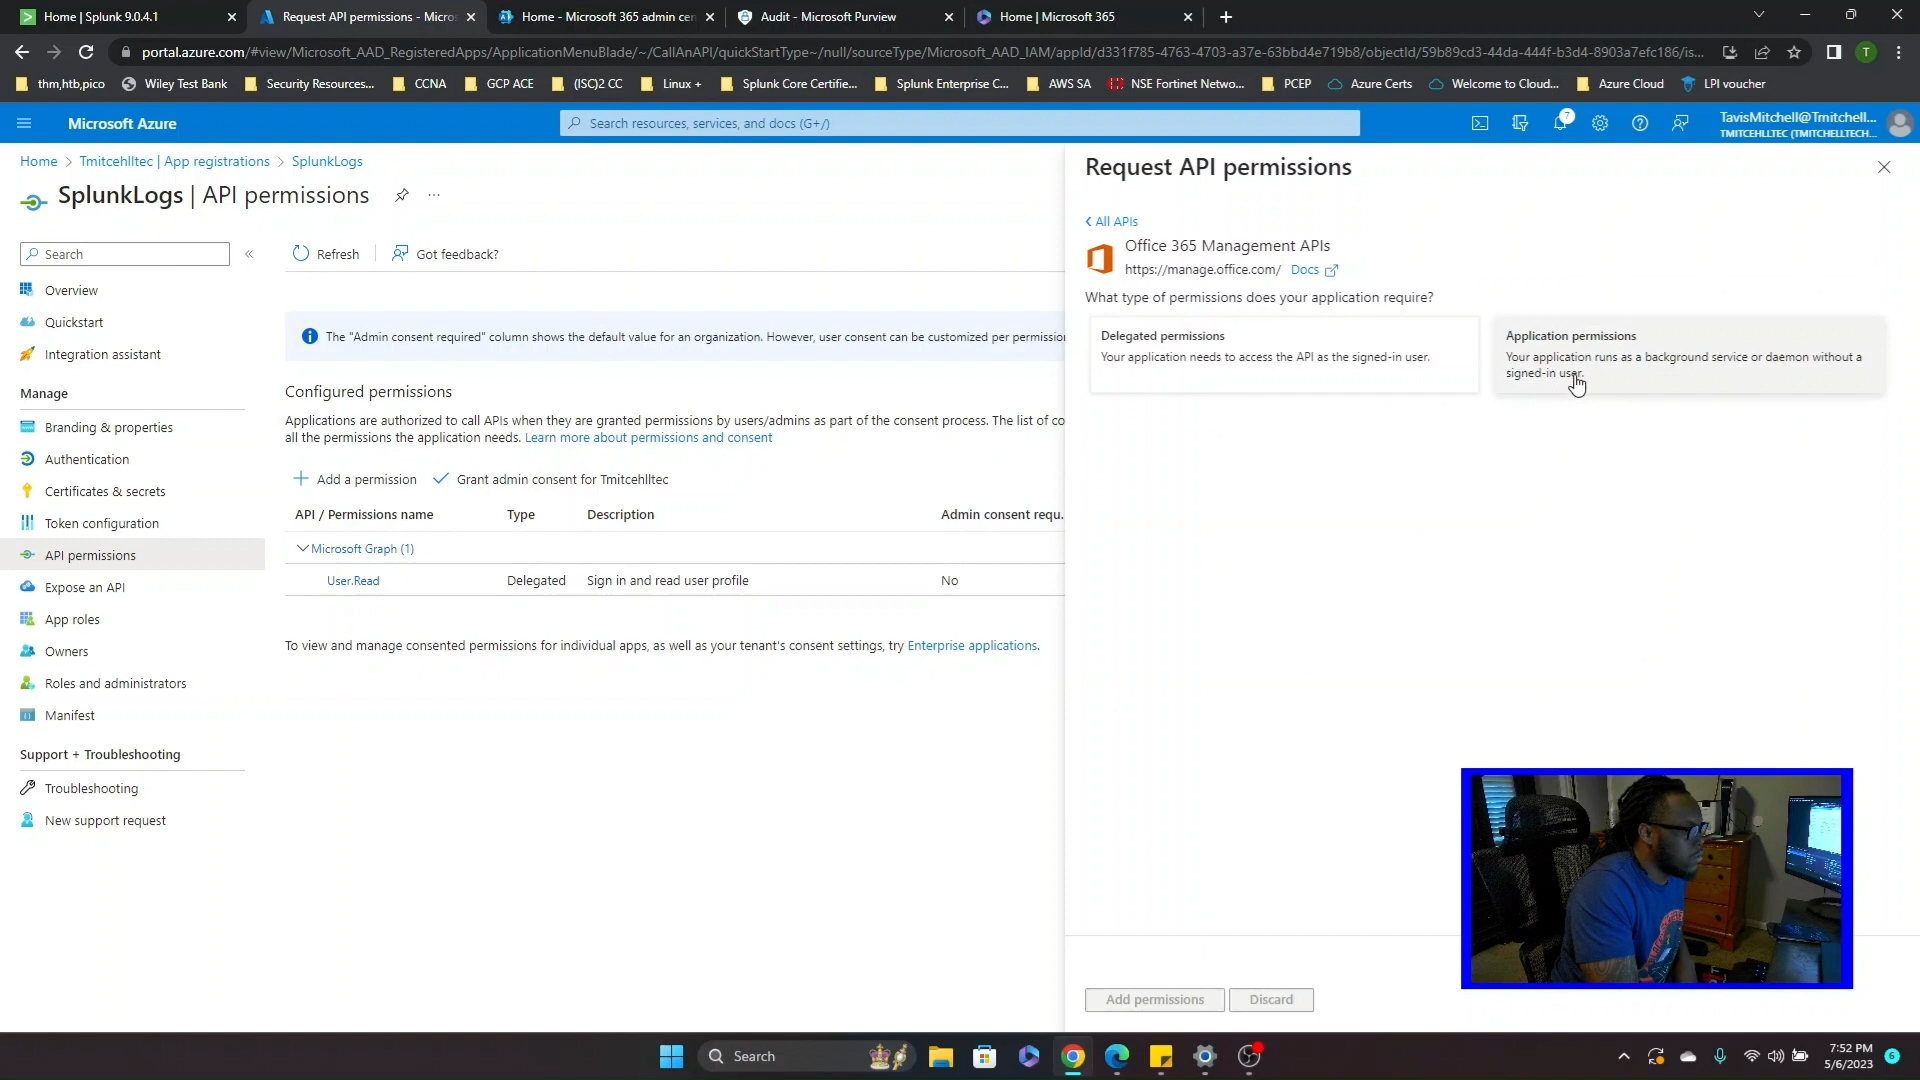 Home | Splunk 9.0.4.1
Request API permissions - Micros
Home - Microsoft 365 admin cen
Audit - Microsoft Purview
Home | Microsoft 365
portal.azure.com/#view/Microsoft_AAD_RegisteredApps/ApplicationMenuBlade/~/CallAnAPI/quickStartType~/null/sourceType/Microsoft_AAD_IAM/appId/d331f785-4763-4703-a37e-63bbd4e719b8/objectId/59b89cd3-44da-444f-b3d4-8903a7efc186/is...
T
thm,htb,pico
Wiley Test Bank
Security Resources...
CCNA
GCP ACE
(ISC)2 CC
Linux +
Splunk Core Certifie...
Splunk Enterprise C...
AWS SA
NSE Fortinet Netwo...
PCEP
Azure Certs
Welcome to Cloud...
Azure Cloud
LPI voucher
Microsoft Azure
Search resources, services, and docs (G+/)
7
TavisMitchell@Tmitchell...
TMITCEHLLTEC (TMITCHELLTECH...
Home > Tmitcehlltec | App registrations > SplunkLogs
SplunkLogs | API permissions
...
Search
«
Overview
Quickstart
Integration assistant
Manage
Branding & properties
Authentication
Certificates & secrets
Token configuration
API permissions
Expose an API
App roles
Owners
Roles and administrators
Manifest
Support + Troubleshooting
Troubleshooting
New support request
Refresh
Got feedback?
The "Admin consent required" column shows the default value for an organization. However, user consent can be customized per permission
Configured permissions
Applications are authorized to call APIs when they are granted permissions by users/admins as part of the consent process. The list of co
all the permissions the application needs. Learn more about permissions and consent
Add a permission
Grant admin consent for Tmitcehlltec
API / Permissions name
Type
Description
Admin consent requ...
Microsoft Graph (1)
User.Read
Delegated
Sign in and read user profile
No
To view and manage consented permissions for individual apps, as well as your tenant's consent settings, try Enterprise applications.
Request API permissions
All APIs
Office 365 Management APIs
https://manage.office.com/ Docs
What type of permissions does your application require?
Delegated permissions
Your application needs to access the API as the signed-in user.
Application permissions
Your application runs as a background service or daemon without a
signed-in user.
Add permissions
Discard
Search
7:52 PM
5/6/2023
6